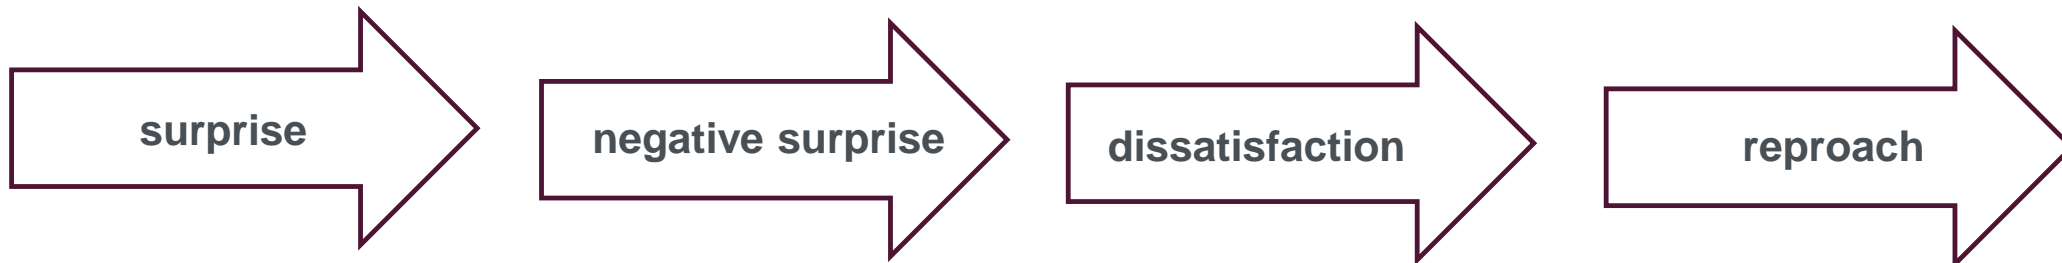 surprise
negative surprise
dissatisfaction
reproach